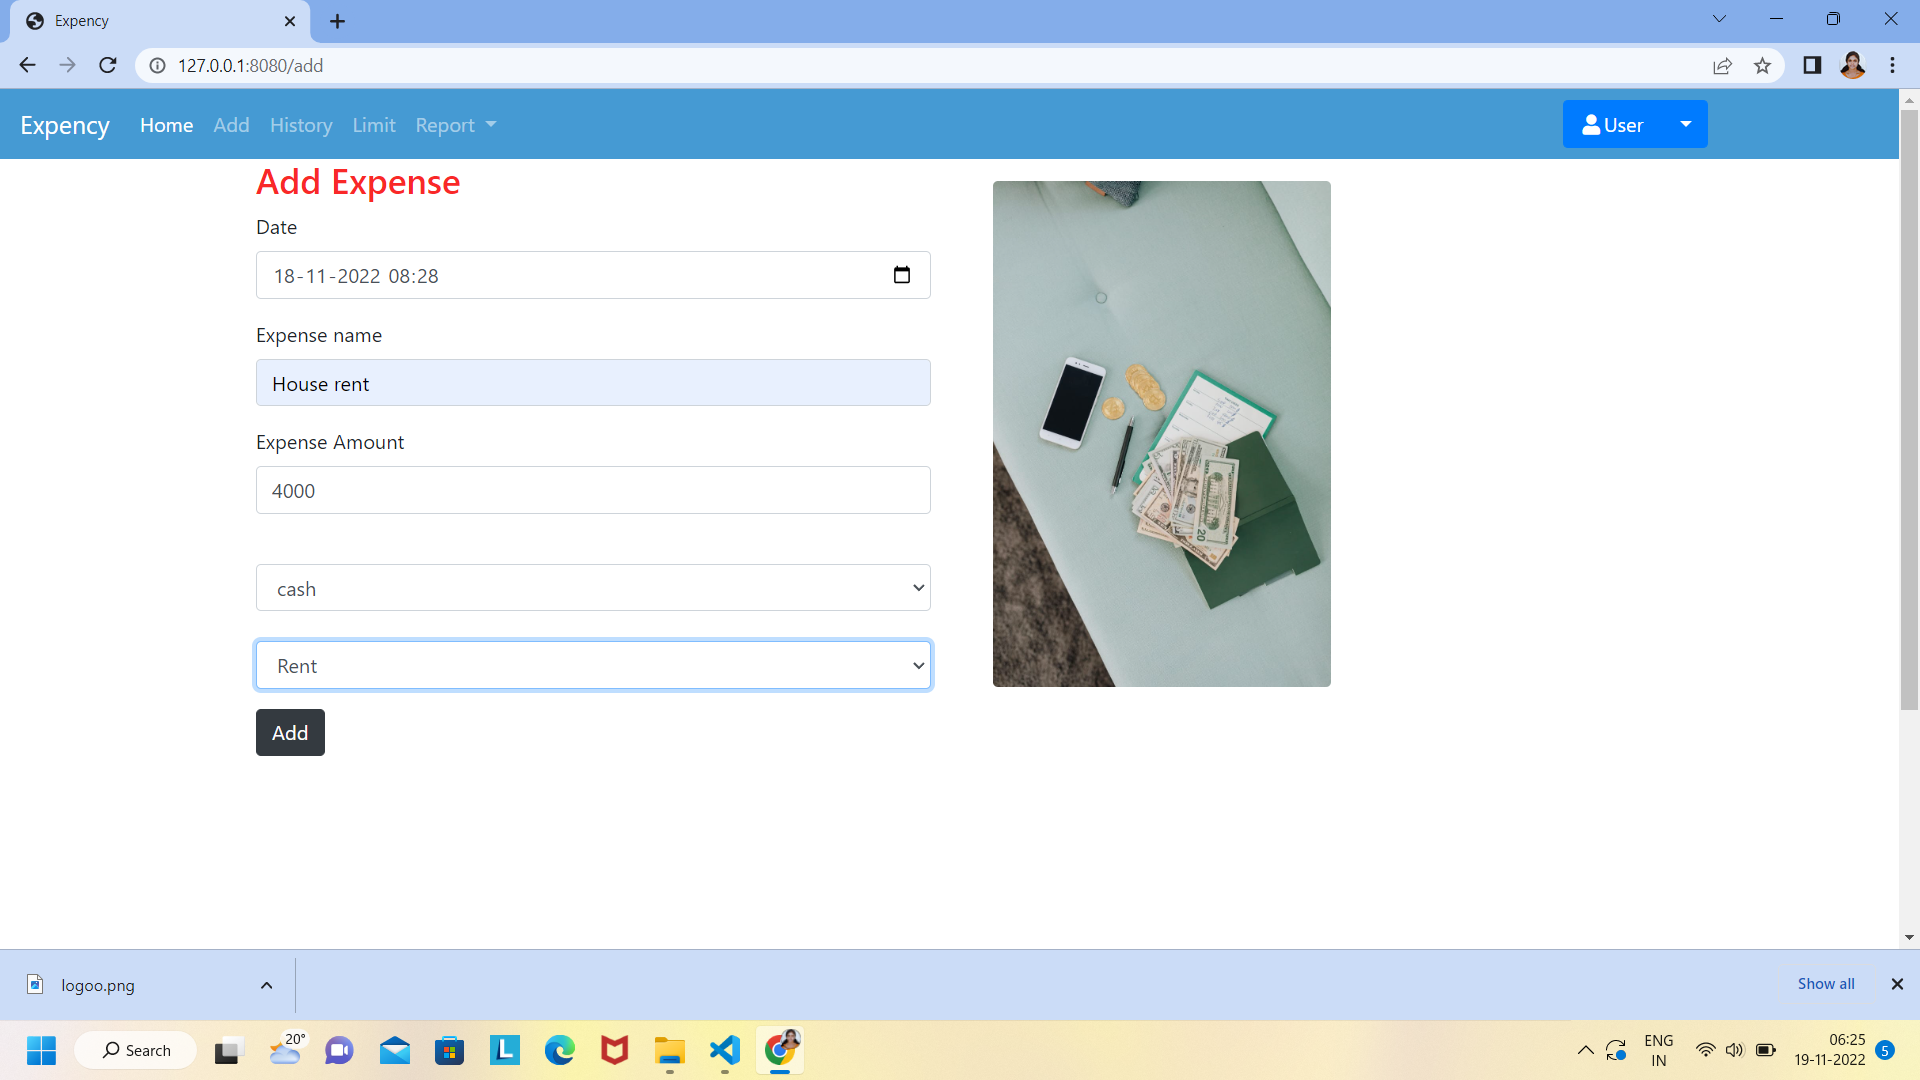 Expency
127.0.0.1:8080/add
Expency Home Add History Limit Report User
Add Expense
Date
18-11-2022 08:28
Expense name
House rent
Expense Amount
4000
cash
Rent
Add
20
logoo.png
Show all
Search
20°
L
ENG
IN
06:25
19-11-2022
5